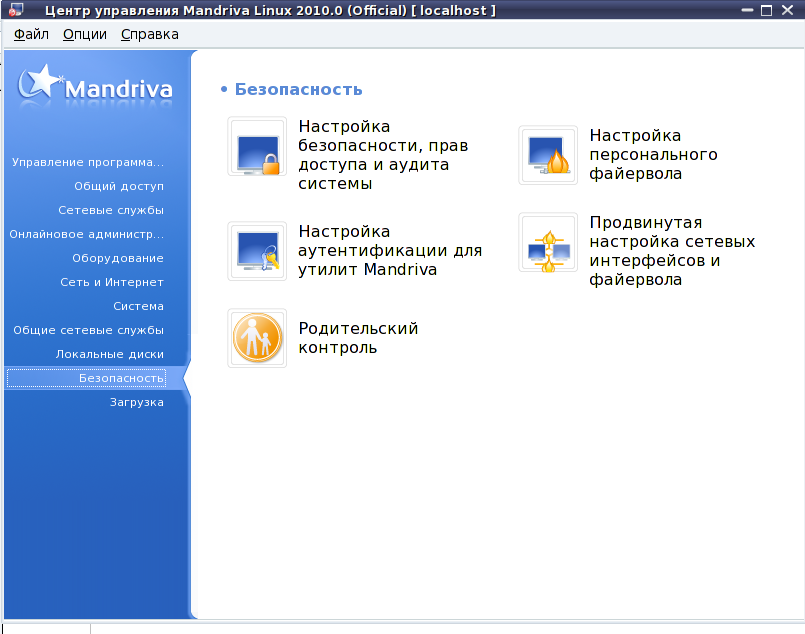 Центр управления Mandriva Linux 2010.0 (Official) [ localhost ]
Файл Опции Справка
Mandriva
Управление программа...
Общий доступ
Сетевые службы
Онлайновое администр...
Оборудование
Сеть и Интернет
Система
Общие сетевые службы
Локальные диски
Безопасность
Загрузка
• Безопасность
Настройка
безопасности, прав
доступа и аудита
системы
Настройка
персонального
файервола
Настройка
аутентификации для
утилит Mandriva
Продвинутая
настройка сетевых
интерфейсов и
файервола
Родительский
контроль